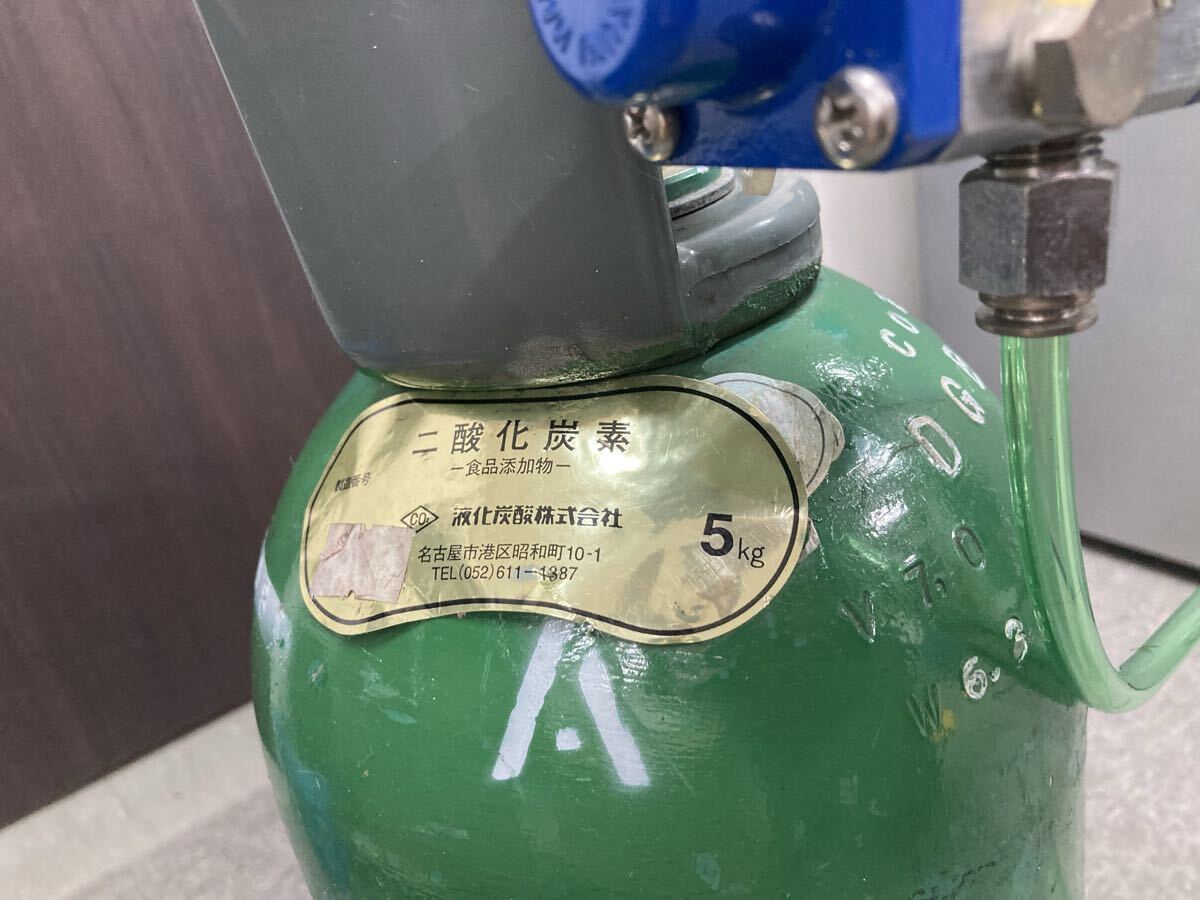 二酸化炭素
―食品添加物―
製造番号
CO₂ 液化炭酸株式会社
5kg
名古屋市港区昭和町10-1
TEL(052)611-1387
DGB
V 7,0
W 6.3
A